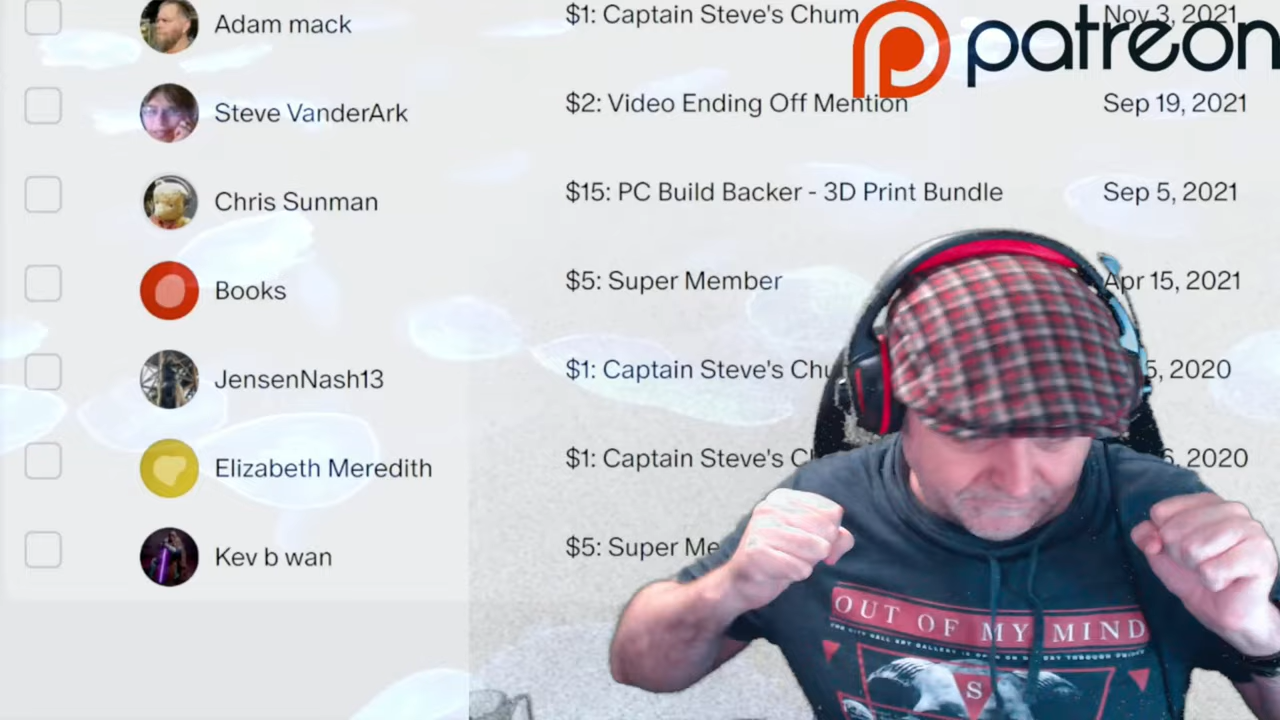 Adam mack $1: Captain Steve's Chum Nov 3, 2021
patreon
Steve VanderArk $2: Video Ending Off Mention Sep 19, 2021
Chris Sunman $15: PC Build Backer - 3D Print Bundle Sep 5, 2021
Books $5: Super Member Apr 15, 2021
JensenNash13 $1: Captain Steve's 5, 2020
Elizabeth Meredith $1: Captain Steve's , 2020
Kev b wan $5: Super
OUT OF MY MIND
S